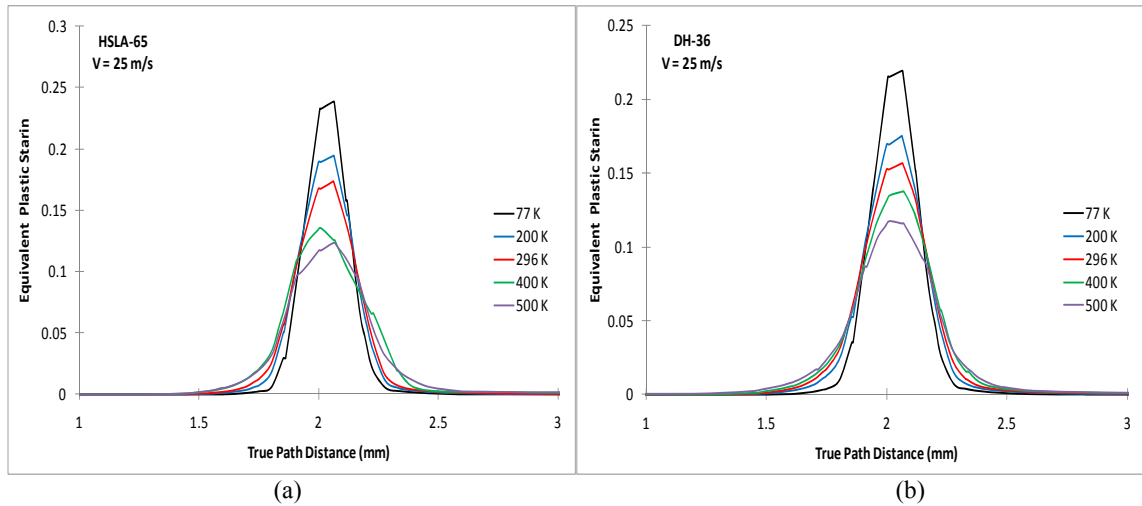 HSLA-65
V = 25 m/s
Equivalent Plastic Starin
0.3
0.25
0.2
0.15
0.1
0.05
0
77 K
200 K
296 K
400 K
500 K
1
1.5
2
2.5
3
True Path Distance (mm)
(a)
DH-36
V = 25 m/s
Equivalent Plastic Starin
0.25
0.2
0.15
0.1
0.05
0
77 K
200 K
296 K
400 K
500 K
1
1.5
2
2.5
3
True Path Distance (mm)
(b)